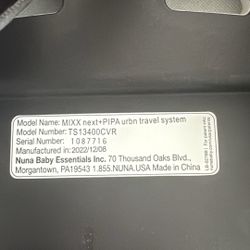 Model Name: MIXX next+PIPA urbn travel system
Model Number: TS13400CVR
Serial Number: 1087716
Manufactured in: 2022/12/08
Nuna Baby Essentials Inc. 70 Thousand Oaks Blvd.,
Morgantown, PA19543 1.855.NUNA.USA Made in China